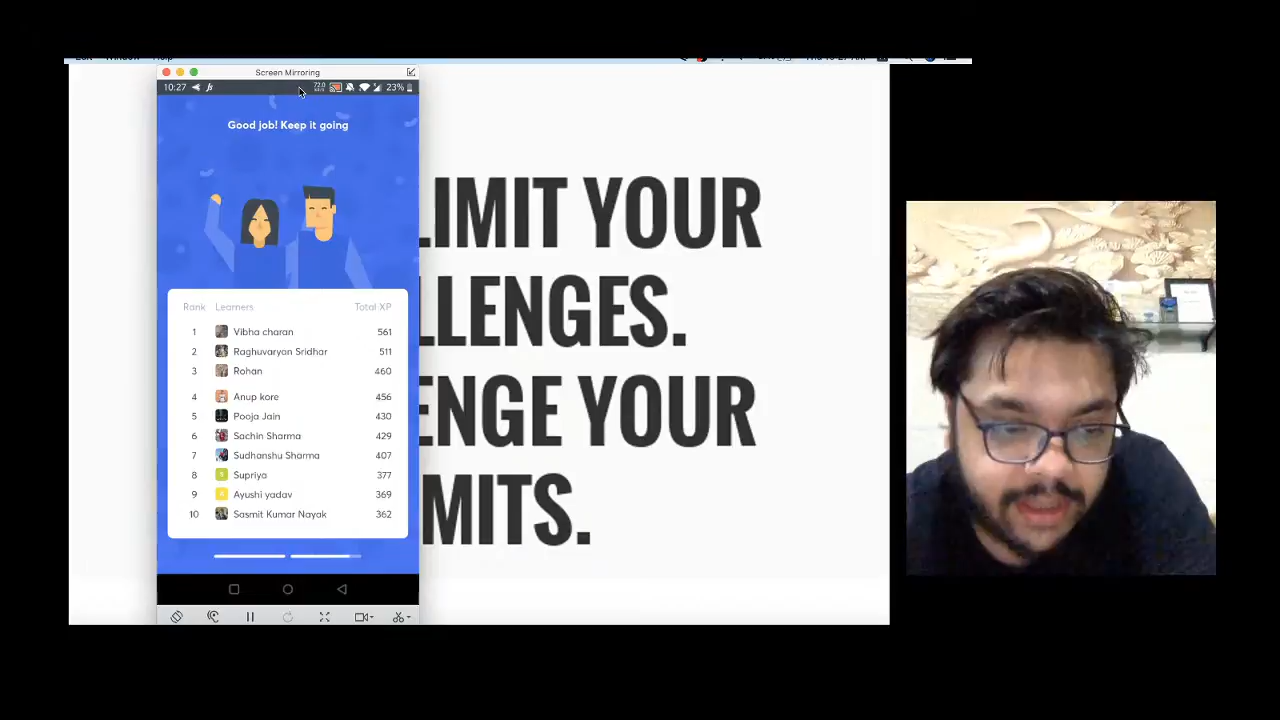 Screen Mirroring
10:27
72.0
23%
Good job! Keep it going
LIMIT YOUR
LLENGES.
ENGE YOUR
MITS.
Rank Learners Total XP
1 Vibha charan 561
2 Raghuvaryon Sridhar 511
3 Rohan 460
4 Anup kore 456
5 Pooja Jain 430
6 Sachin Sharma 429
7 Sudhanshu Sharma 407
8 Supriya 377
9 Ayushi yadav 369
10 Sasmit Kumar Nayak 362